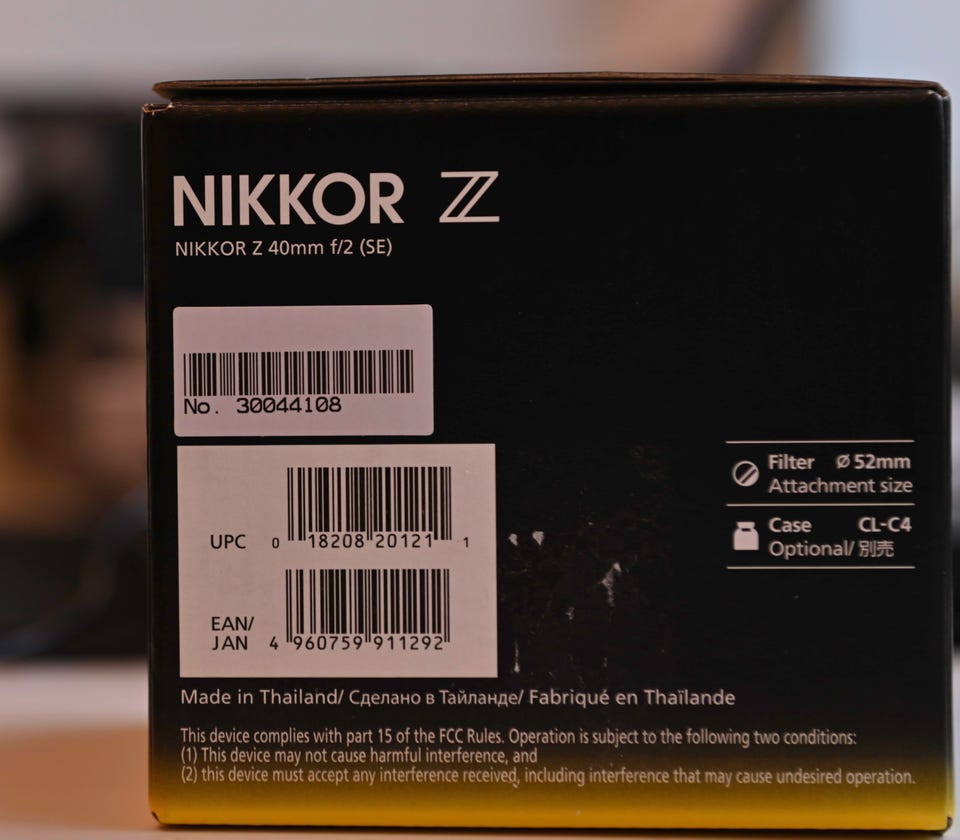 NIKKOR Z
NIKKOR Z 40mm f/2 (SE)
No. 30044108
UPC 0 18208 20121 1
EAN/
JAN 4 960759 911292
Filter Ø 52mm
Attachment size
Case CL-C4
Optional/ 別売
Made in Thailand/ Сделано в Тайланде/ Fabriqué en Thaïlande
This device complies with part 15 of the FCC Rules. Operation is subject to the following two conditions:
(1) This device may not cause harmful interference, and
(2) this device must accept any interference received, including interference that may cause undesired operation.